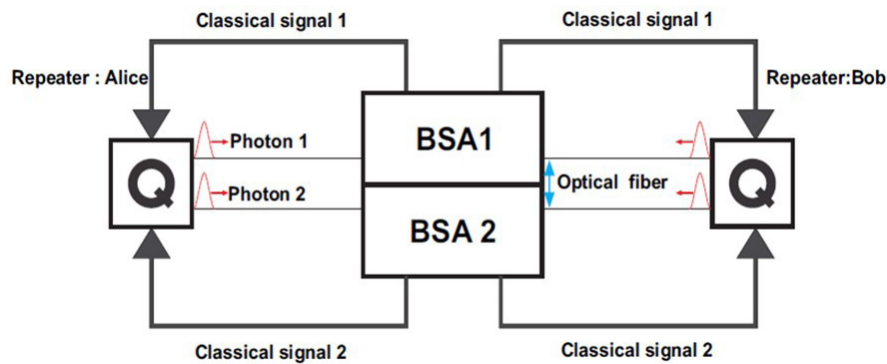 Classical signal 1
Classical signal 1
Repeater : Alice
Repeater:Bob
BSA1
Photon 1
Q
Photon 2
Optical fiber
Q
BSA 2
Classical signal 2
Classical signal 2